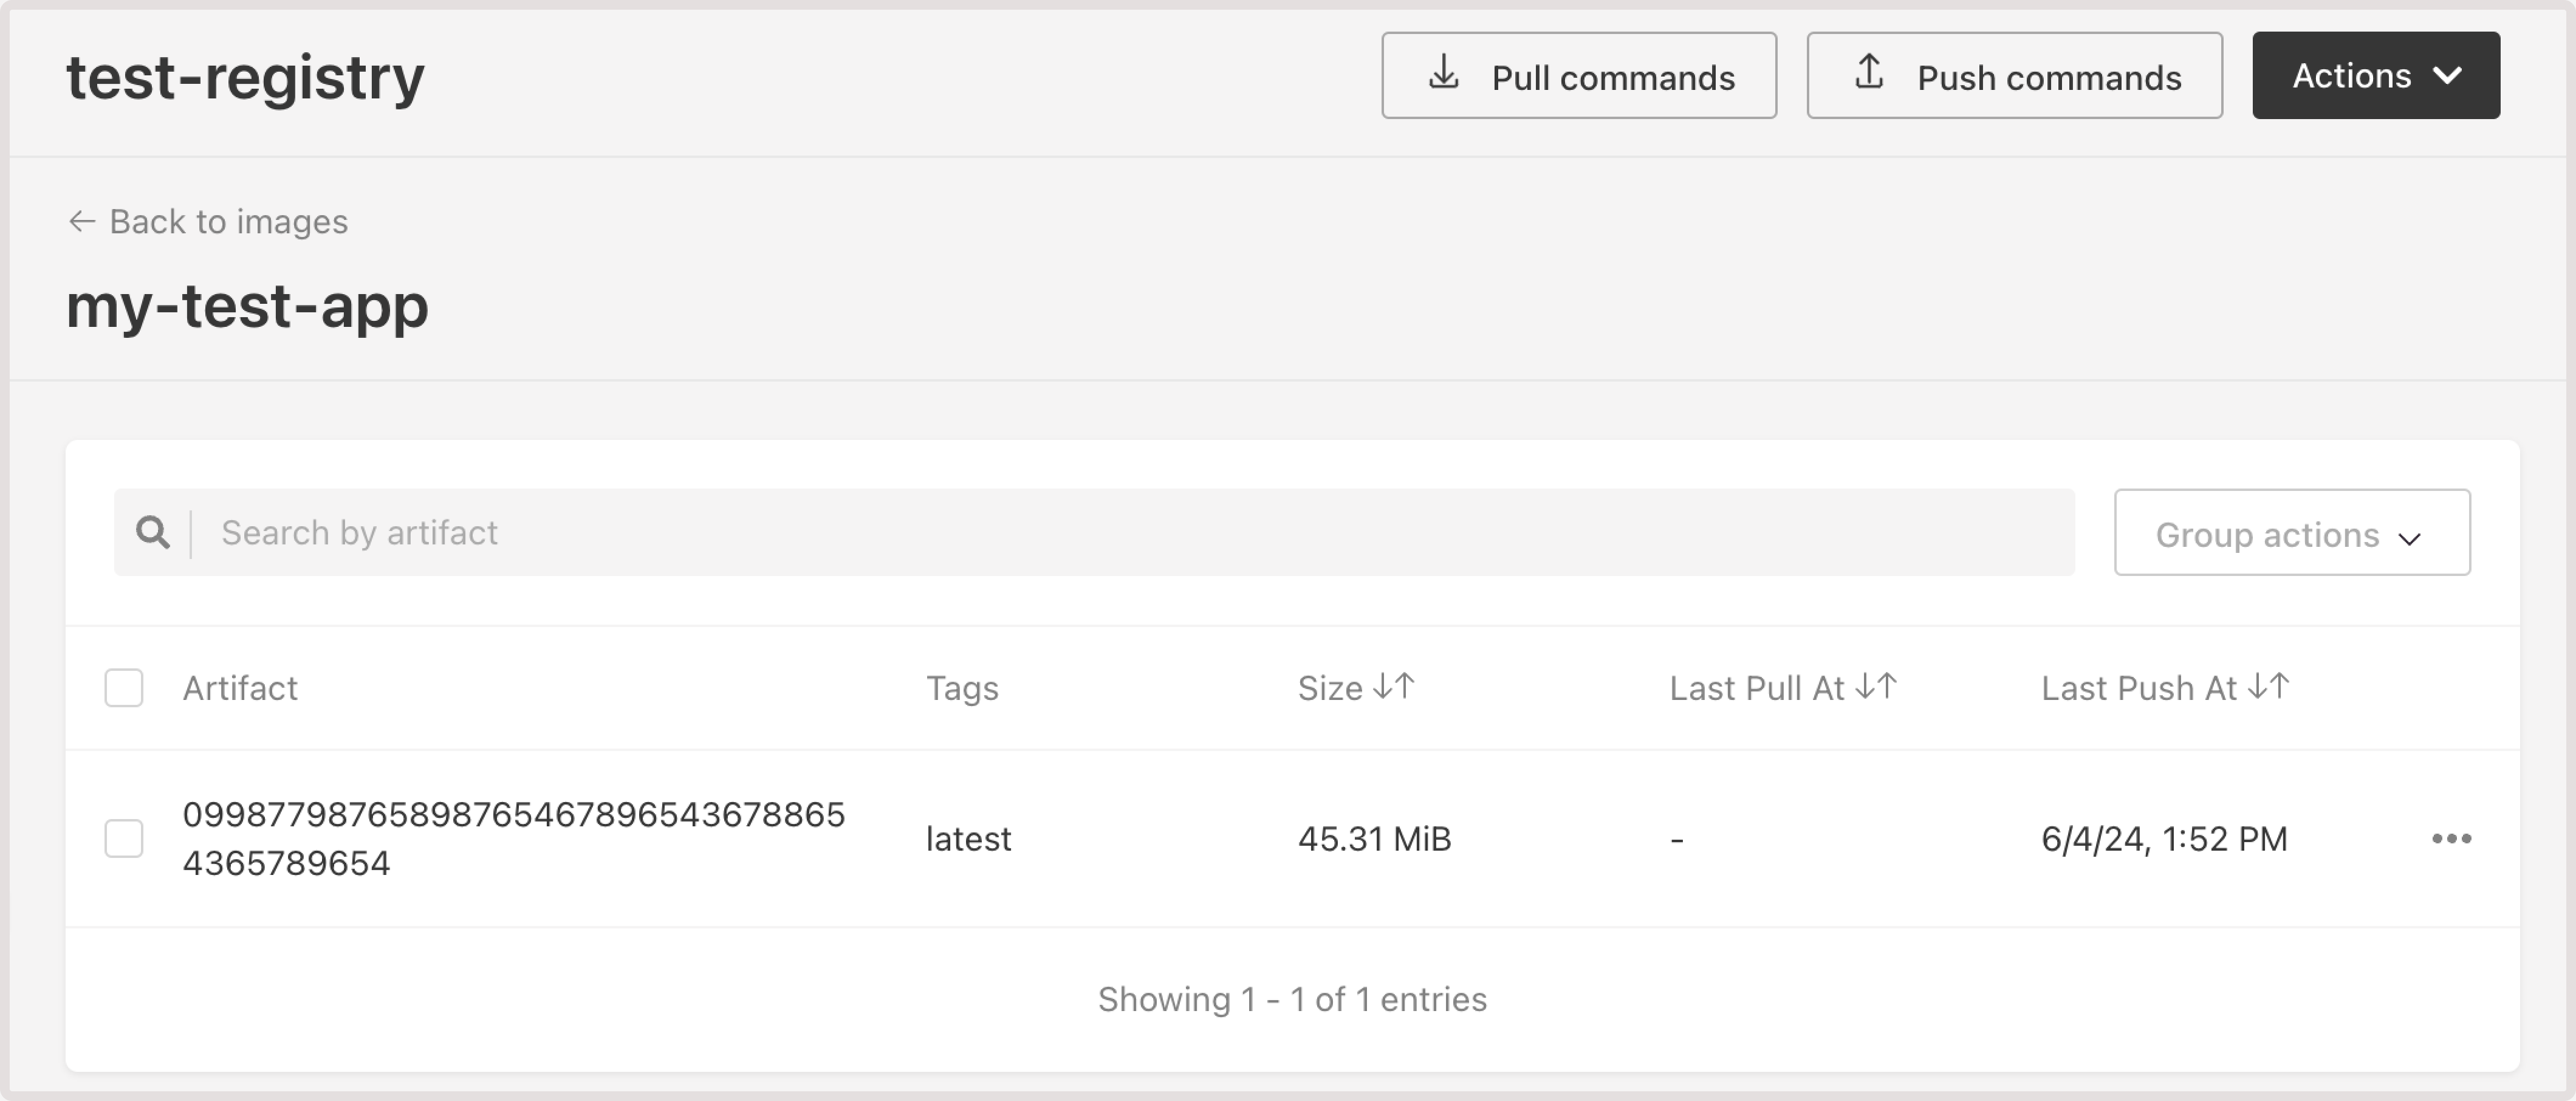 test-registry
Pull commands
Push commands
Actions
Back to images
my-test-app
Search by artifact
Group actions
Artifact
Tags
Size
Last Pull At
Last Push At
09987798765898765467896543678865
4365789654
latest
45.31 MiB
-
6/4/24, 1:52 PM
Showing 1 - 1 of 1 entries